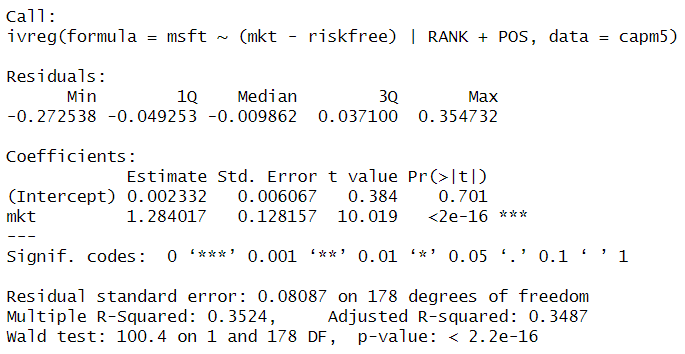 Call:
ivreg(formula = msft ~ (mkt - riskfree) | RANK + POS, data = capm5)
Residuals:
Min 1Q Median 3Q Max
-0.272538 -0.049253 -0.009862 0.037100 0.354732
Coefficients:
Estimate Std. Error t value Pr(>|t|)
(Intercept) 0.002332 0.006067 0.384 0.701
mkt 1.284017 0.128157 10.019 <2e-16 ***
---
Signif. codes: 0 ‘***’ 0.001 ‘**’ 0.01 ‘*’ 0.05 ‘.’ 0.1 ‘ ’ 1
Residual standard error: 0.08087 on 178 degrees of freedom
Multiple R-Squared: 0.3524, Adjusted R-squared: 0.3487
Wald test: 100.4 on 1 and 178 DF, p-value: < 2.2e-16